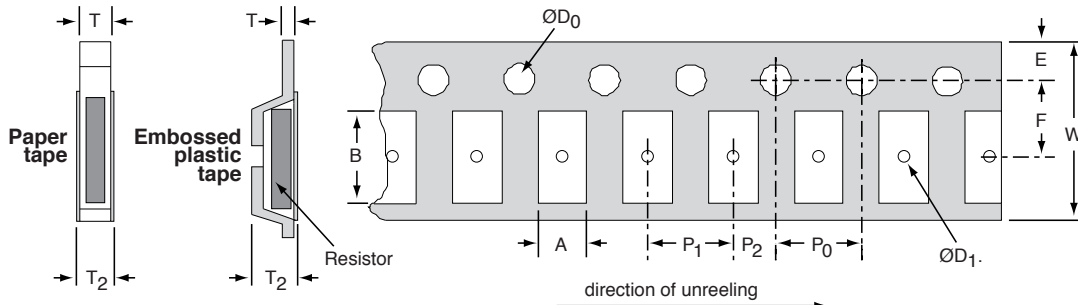 T
T
ØD0
E
F
W
Paper
tape
Embossed
plastic
tape
B
Resistor
A
P1
P2
P0
ØD1.
T2
T2
direction of unreeling